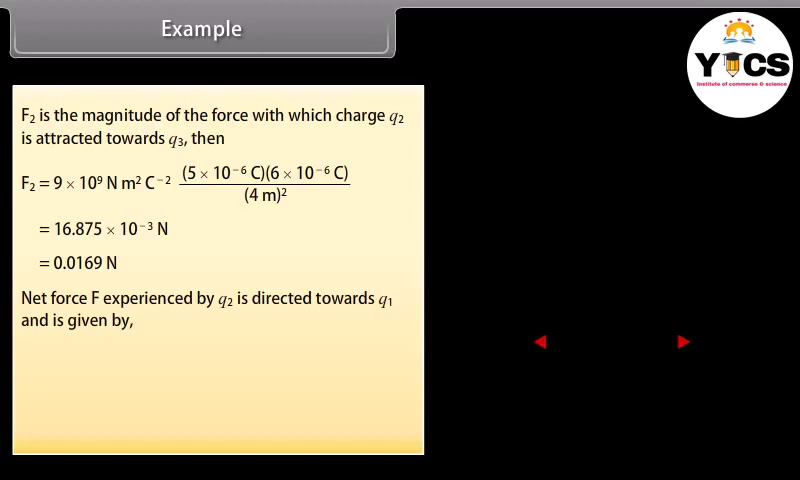 Example
YICS
Institute of commerce & science
F₂ is the magnitude of the force with which charge q₂
is attracted towards q₃, then
F₂ = 9 × 10⁹ N m² C⁻² (5 × 10⁻⁶ C)(6 × 10⁻⁶ C) / (4 m)²
= 16.875 × 10⁻³ N
= 0.0169 N
Net force F experienced by q₂ is directed towards q₁
and is given by,